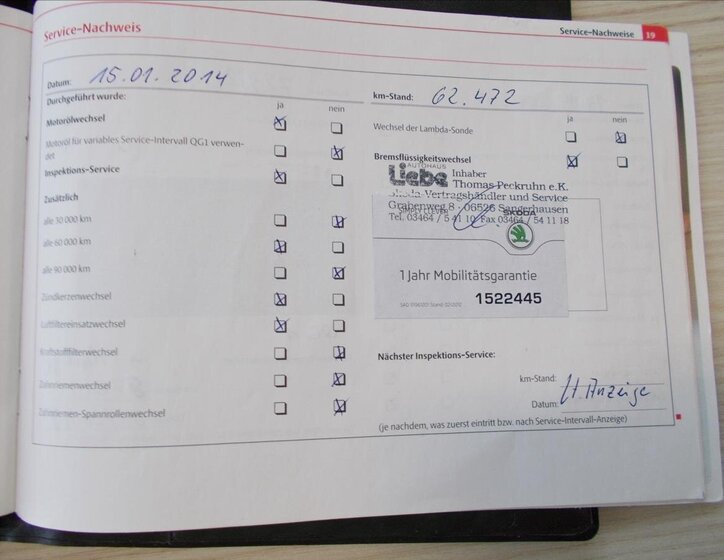 Service-Nachweis
Service-Nachweise 19
Datum: 15.01.2014
km-Stand: 62.472
Durchgeführt wurde: ja nein
ja nein
Motorölwechsel
Wechsel der Lambda-Sonde
Motoröl für variables Service-Intervall QG1 verwen-
det
Bremsflüssigkeitswechsel
Inspektions-Service
AUTOHAUS
Liebe Inhaber
Thomas Peckruhn e.K.
Skoda-Vertragshändler und Service
Grabenweg 8 · 06526 Sangerhausen
Tel. 03464 / 5 41 10 Fax 03464 / 54 11 18
Zusätzlich
alle 30 000 km
alle 60 000 km
alle 90 000 km
Zündkerzenwechsel
Luftfiltereinsatzwechsel
Kraftstofffilterwechsel
Zahnriemenwechsel
Zahnriemen-Spannrollenwechsel
SIMPLY CLEVER
SKODA
1 Jahr Mobilitätsgarantie
1522445
Nächster Inspektions-Service:
km-Stand:
Datum:
lt. Anzeige
(je nachdem, was zuerst eintritt bzw. nach Service-Intervall-Anzeige)